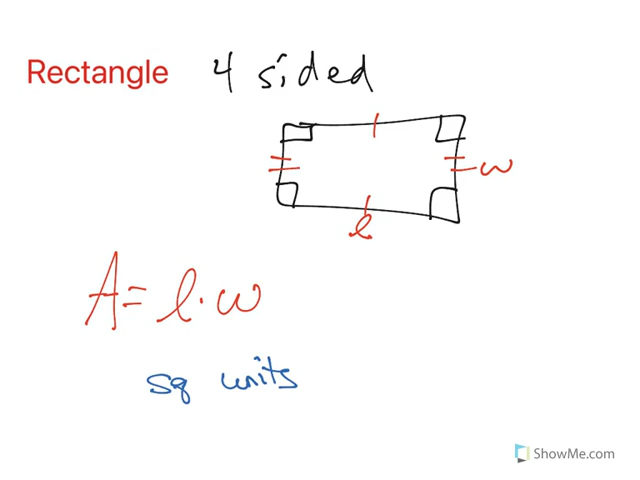 Rectangle 4 sided
w
l
A = l · w
sq units
ShowMe.com